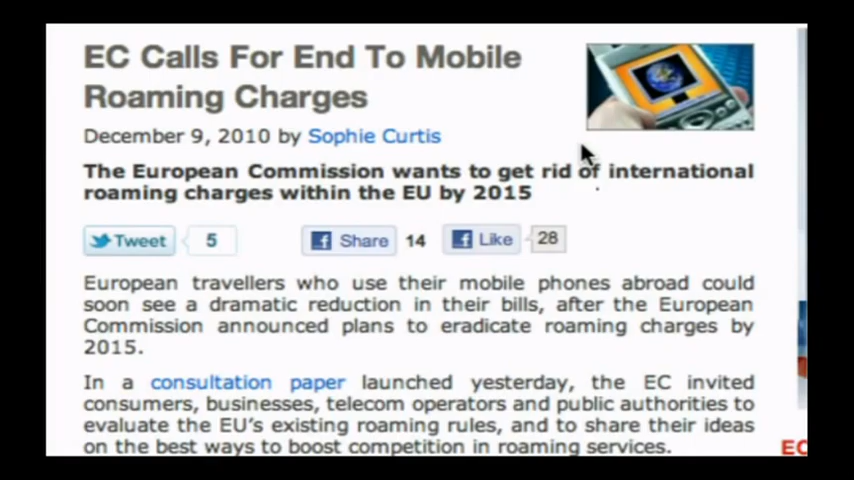 EC Calls For End To Mobile
Roaming Charges
December 9, 2010 by Sophie Curtis
The European Commission wants to get rid of international
roaming charges within the EU by 2015
Tweet 5 Share 14 Like 28
European travellers who use their mobile phones abroad could
soon see a dramatic reduction in their bills, after the European
Commission announced plans to eradicate roaming charges by
2015.
In a consultation paper launched yesterday, the EC invited
consumers, businesses, telecom operators and public authorities to
evaluate the EU's existing roaming rules, and to share their ideas
on the best ways to boost competition in roaming services.
EC